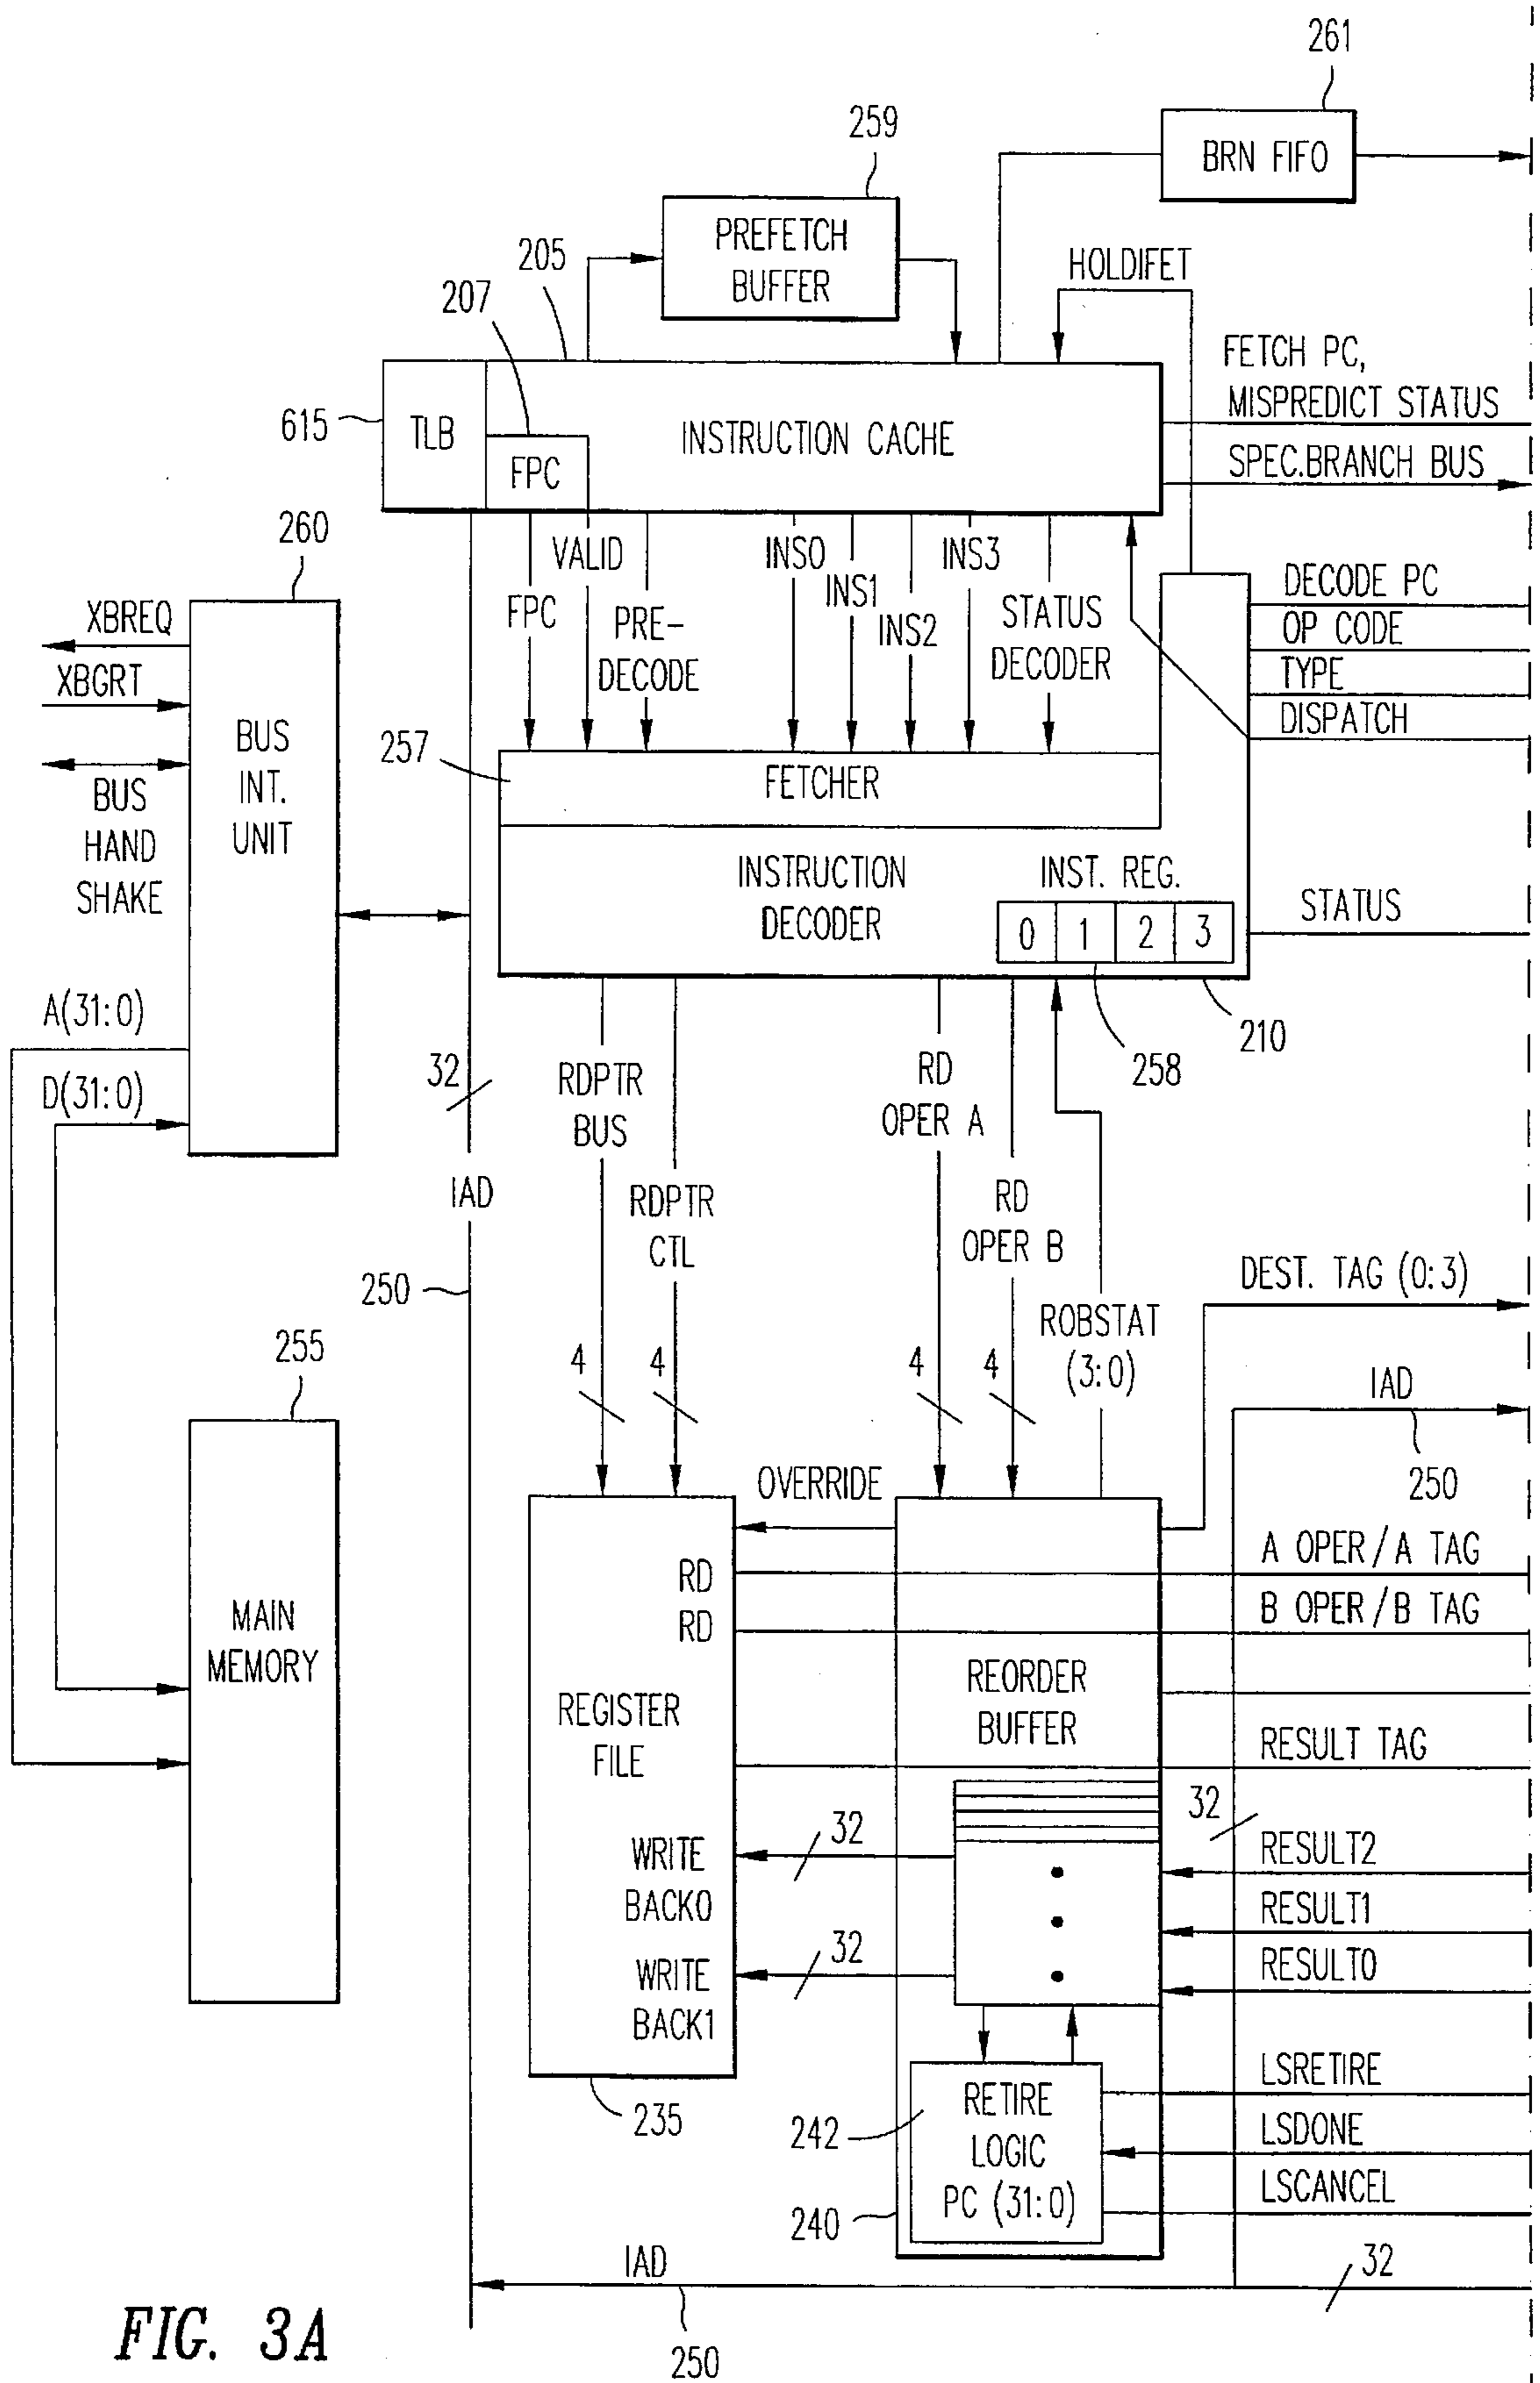 261
BRN FIFO
259
PREFETCH
BUFFER
205
207
HOLDIFET
615
TLB
FPC
INSTRUCTION CACHE
FETCH PC,
MISPREDICT STATUS
SPEC.BRANCH BUS
260
VALID
INS0
INS3
FPC
PRE-
DECODE
INS1
INS2
STATUS
DECODER
DECODE PC
OP CODE
TYPE
DISPATCH
XBREQ
XBGRT
BUS
INT.
UNIT
BUS
HAND
SHAKE
257
FETCHER
INSTRUCTION
DECODER
INST. REG.
0 1 2 3
STATUS
210
258
A(31:0)
D(31:0)
32
RDPTR
BUS
RD
OPER A
IAD
RDPTR
CTL
RD
OPER B
250
DEST. TAG (0:3)
ROBSTAT
(3:0)
255
4
4
4
4
IAD
250
OVERRIDE
RD
RD
A OPER/A TAG
B OPER/B TAG
MAIN
MEMORY
REGISTER
FILE
REORDER
BUFFER
RESULT TAG
32
WRITE
BACK0
32
RESULT2
RESULT1
WRITE
BACK1
32
RESULT0
235
242
RETIRE
LOGIC
PC (31:0)
LSRETIRE
LSDONE
LSCANCEL
240
IAD
32
250
FIG. 3A